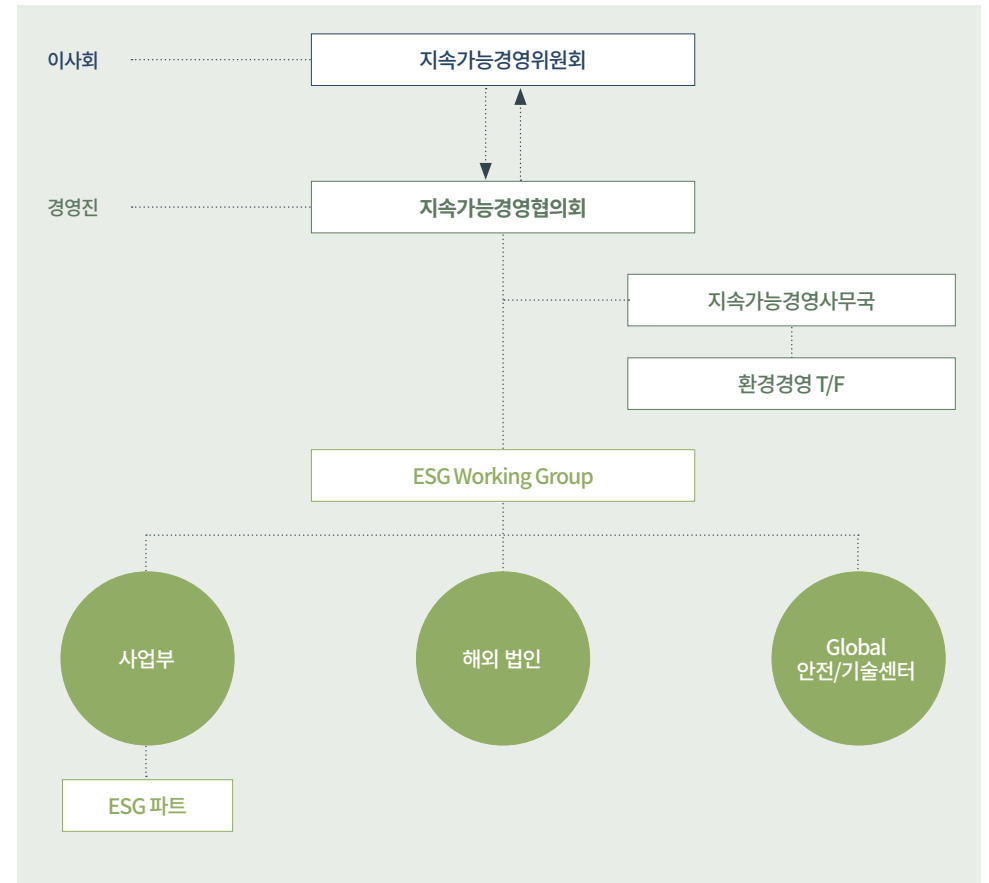 이사회
지속가능경영위원회
경영진
지속가능경영협의회
지속가능경영사무국
환경경영 T/F
ESG Working Group
사업부
해외 법인
Global
안전/기술센터
ESG 파트